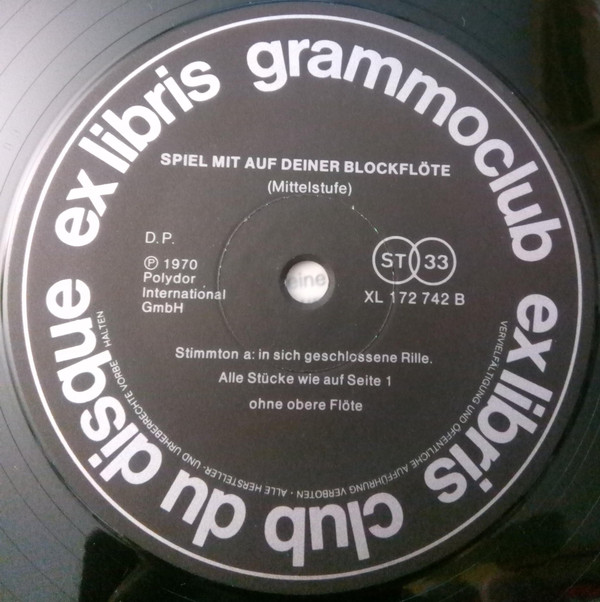 ex libris grammoclub
ex libris club du disque
SPIEL MIT AUF DEINER BLOCKFLÖTE
(Mittelstufe)
D.P.
℗ 1970
Polydor
International
GmbH
ST 33
XL 172 742 B
eine
Stimmton a: in sich geschlossene Rille.
Alle Stücke wie auf Seite 1
ohne obere Flöte
VERVIELFÄLTIGUNG UND ÖFFENTLICHE AUFFÜHRUNG VERBOTEN · ALLE HERSTELLER- UND URHEBERRECHTE VORBEHALTEN